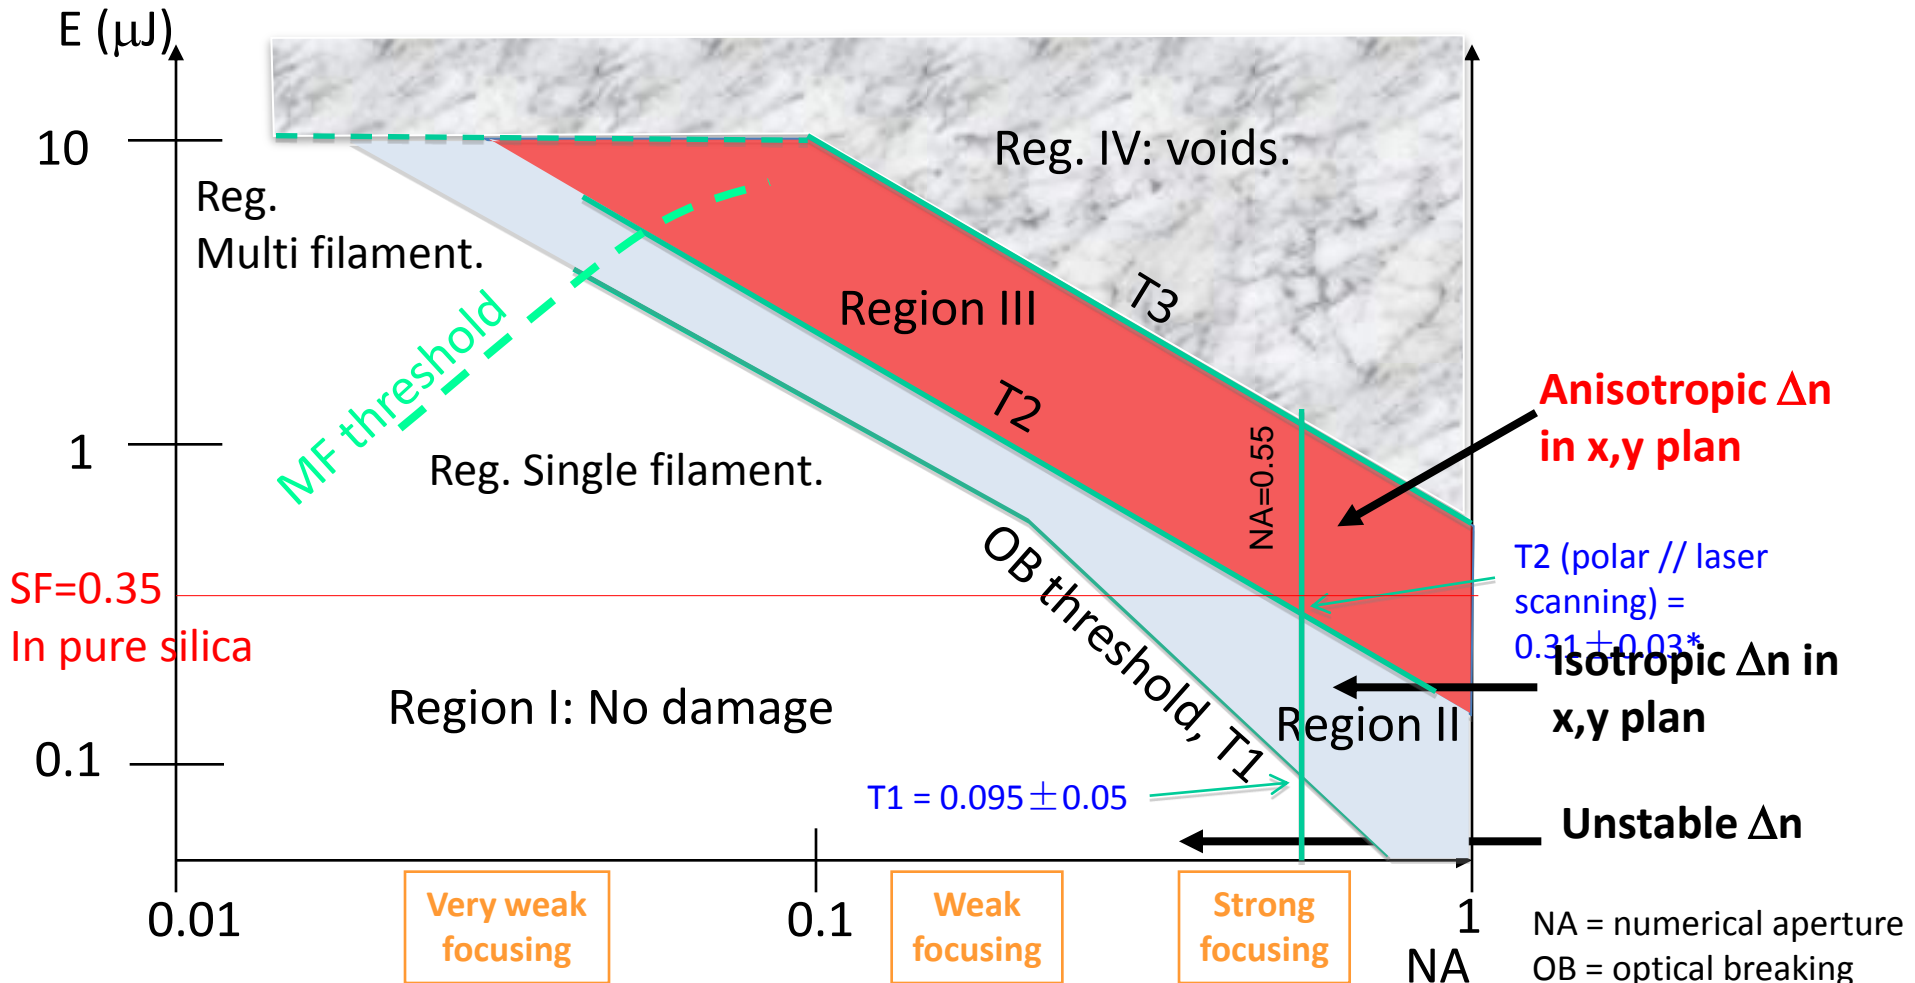 E (μJ)
10
Reg. IV: voids.
Reg.
Multi filament.
T3
Region III
MF threshold
T2
Anisotropic Δn
in x,y plan
1
Reg. Single filament.
NA=0.55
OB threshold, T1
T2 (polar // laser
scanning) =
0.31±0.03*
SF=0.35
In pure silica
Isotropic Δn in
x,y plan
Region I: No damage
Region II
0.1
T1 = 0.095±0.05
Unstable Δn
0.01
Very weak
focusing
0.1
Weak
focusing
Strong
focusing
1
NA
NA = numerical aperture
OB = optical breaking